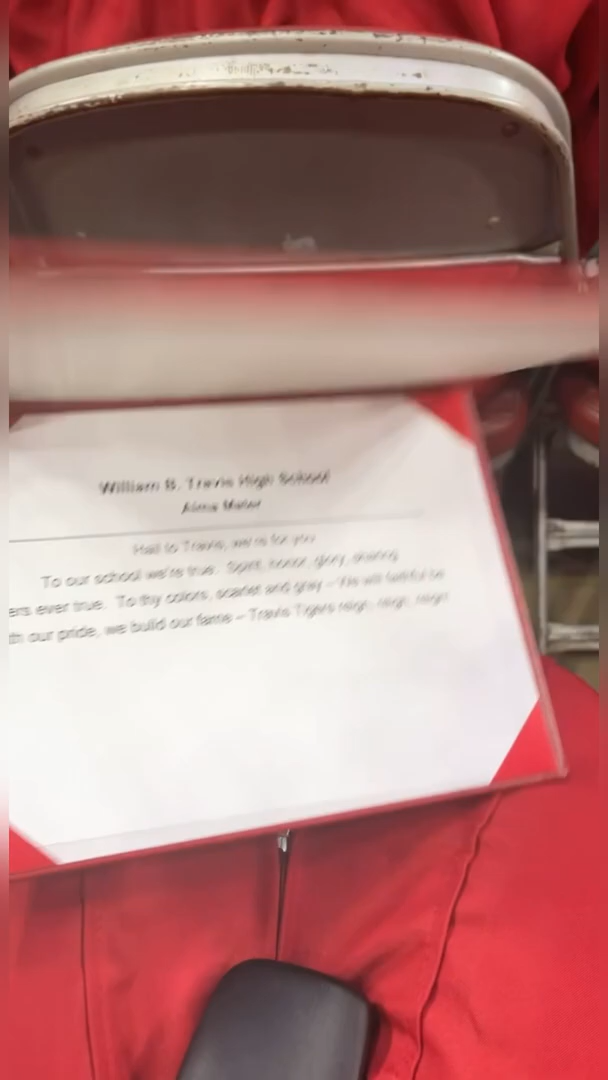 William B. Travis High School
Alma Mater
Hail to Travis, we're for you
To our school we're true. Spirit, honor, glory, sharing
ers ever true. To thy colors, scarlet and gray – We will faithful be
th our pride, we build our fame – Travis Tigers reign, reign, reign